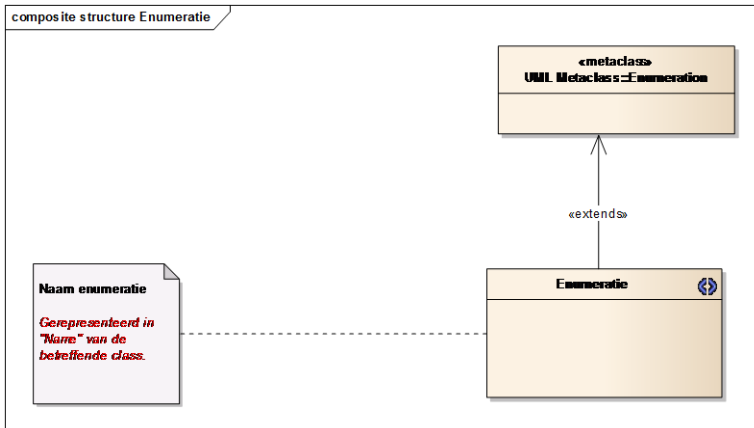 composite structure Enumeratie
«metaclass»
UML Metaclass::Enumeration
«extends»
Naam enumeratie
Gerepresenteerd in
"Name" van de
betreffende class.
Enumeratie